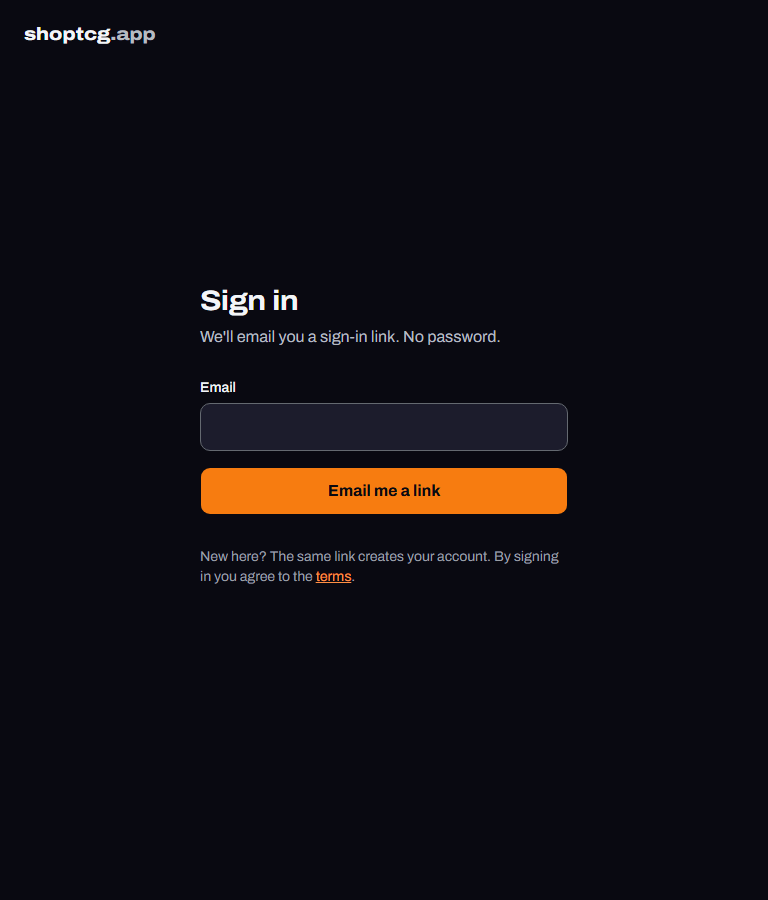 shoptcg.app
Sign in
We'll email you a sign-in link. No password.
Email
Email me a link
New here? The same link creates your account. By signing
in you agree to the terms.